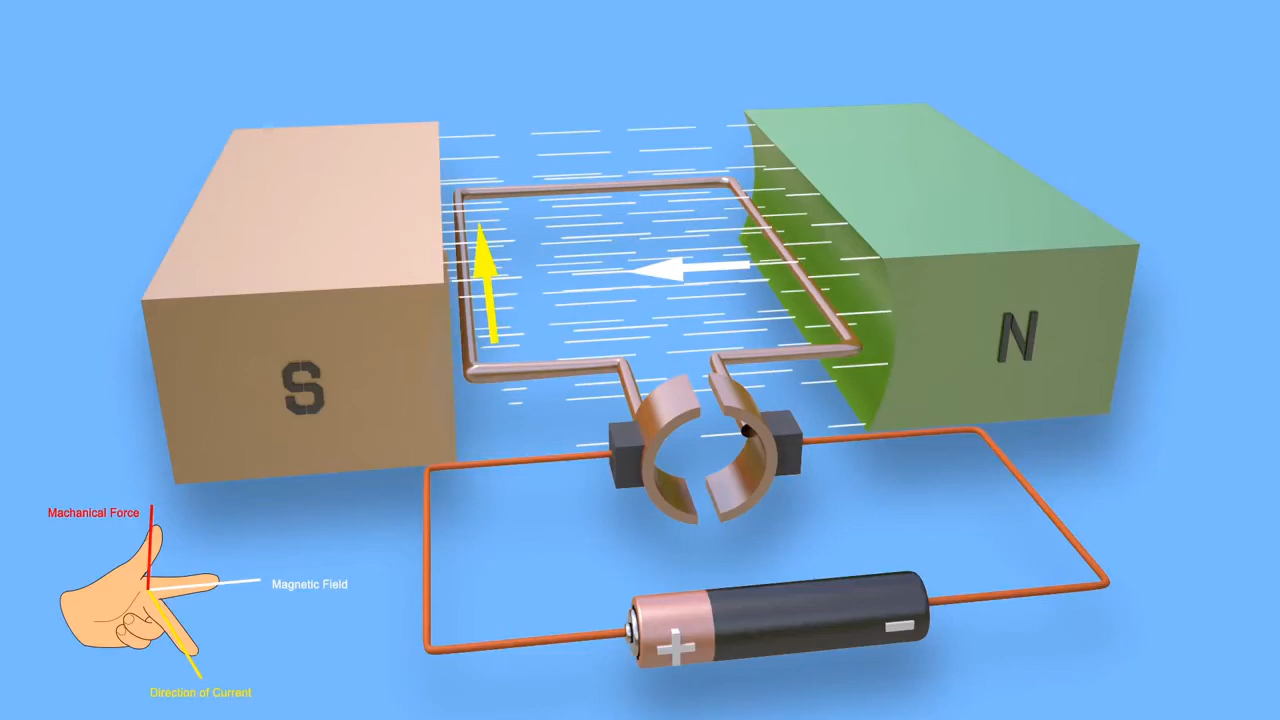 S
N
Machanical Force
Magnetic Field
Direction of Current
+
-